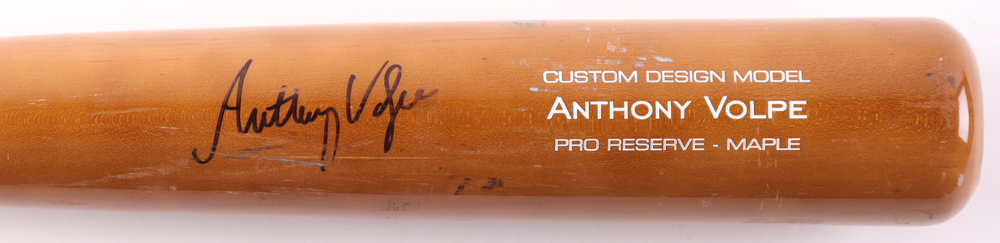 Anthony Volpe
CUSTOM DESIGN MODEL
ANTHONY VOLPE
PRO RESERVE - MAPLE